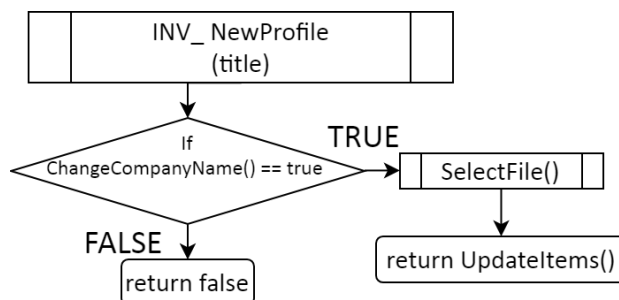 INV_ NewProfile
(title)
If
ChangeCompanyName() == true
TRUE
SelectFile()
FALSE
return false
return UpdateItems()